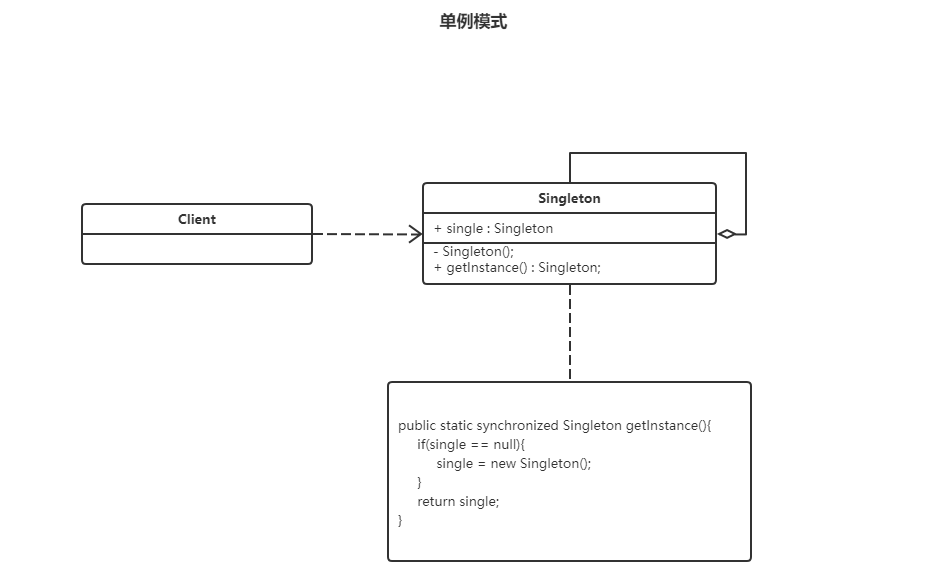 单例模式
Client
Singleton
+ single : Singleton
- Singleton();
+ getInstance() : Singleton;
public static synchronized Singleton getInstance(){
if(single == null){
single = new Singleton();
}
return single;
}